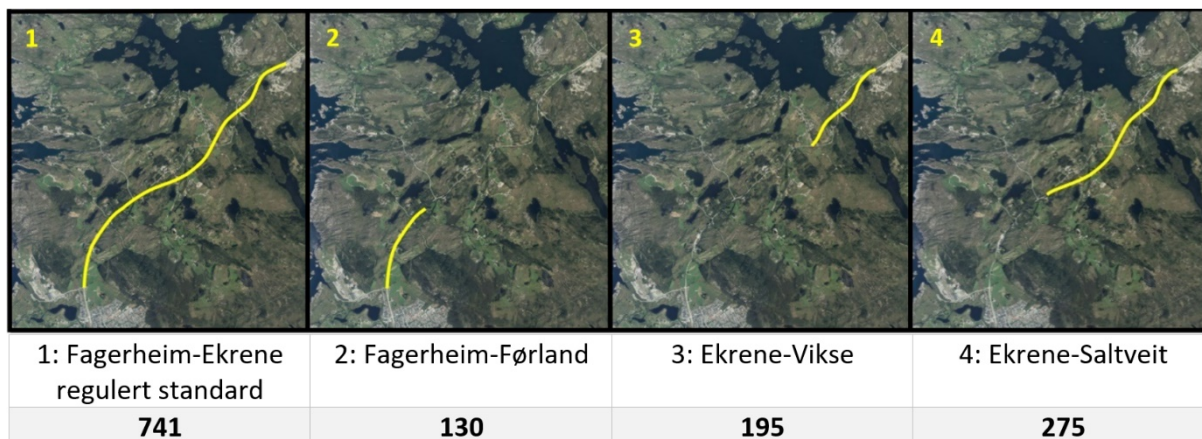 1
2
3
4
1: Fagerheim-Ekrene
regulert standard
2: Fagerheim-Førland
3: Ekrene-Vikse
4: Ekrene-Saltveit
741
130
195
275